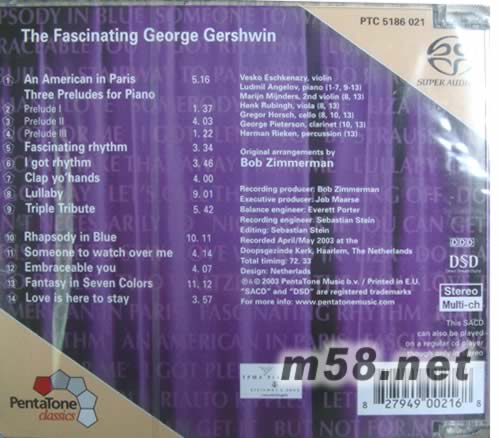 PTC 5186 021
The Fascinating George Gershwin
SUPER AUDIO
1 An American in Paris 5.16
Three Preludes for Piano
2 Prelude I 1. 37
3 Prelude II 4. 03
4 Prelude III 1. 22
5 Fascinating rhythm 3. 34
6 I got rhythm 3, 46
7 Clap yo'hands 4. 00
8 Lullaby 9. 01
9 Triple Tribute 5, 42
10 Rhapsody in Blue 10. 11
11 Someone to watch over me 4. 14
12 Embraceable you 4. 07
13 Fantasy in Seven Colors 11, 12
14 Love is here to stay 3. 57
Vesko Eschkenazy, violin
Ludmil Angelov, piano (1-7, 9-13)
Marijn Mijnders, 2nd violin (8, 13)
Henk Rubingh, viola (8, 13)
Gregor Horsch, cello (8, 10, 13)
George Pieterson, clarinet (10, 13)
Herman Rieken, percussion (13)
Original arrangements by
Bob Zimmerman
Recording producer: Bob Zimmerman
Executive producer: Job Maarse
Balance engineer: Everett Porter
Recording engineer: Sebastian Stein
Editing: Sebastian Stein
Recorded April/May 2003 at the
Doopsgezinde Kerk, Haarlem, The Netherlands
Total timing: 72. 33
Design: Netherlads
℗ & © 2003 PentaTone Music b.v. / Printed in E.U.
"SACD" and "DSD" are registered trademarks
For more info: www.pentatonemusic.com
DDD
DSD
Direct Stream Digital
Stereo
Multi-ch
This SACD
can also be played
on a regular cd player
though only in stereo
m58.net
PentaTone
classics
8 27949 00216 8